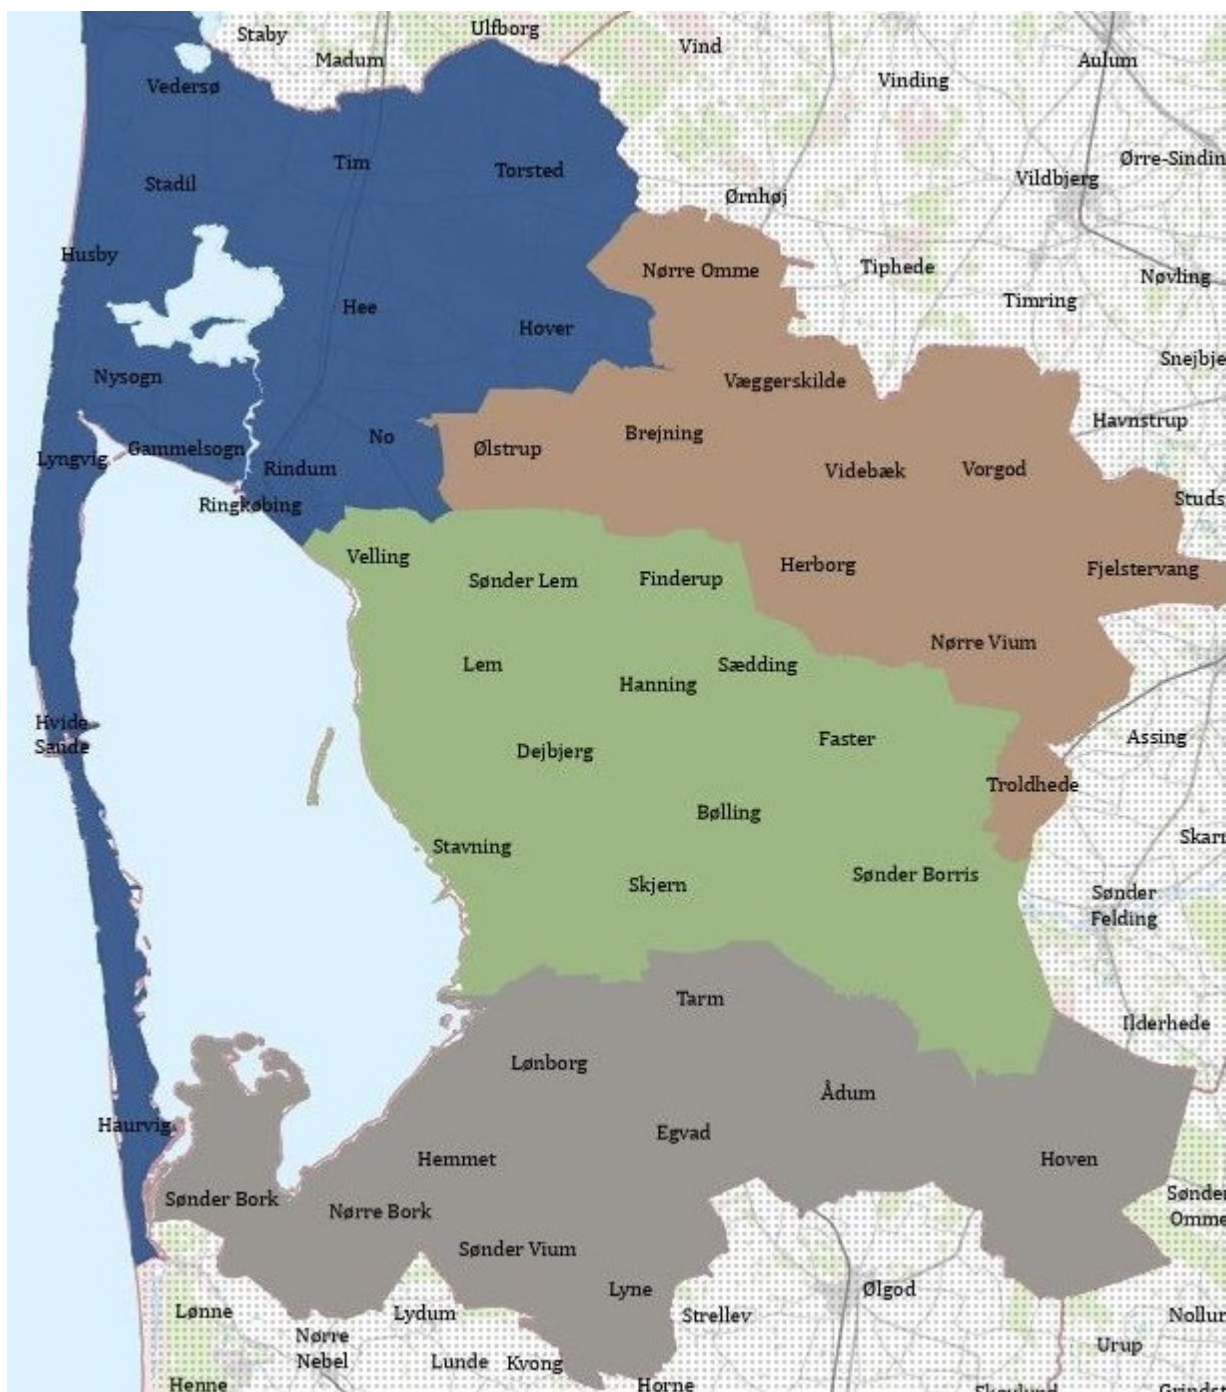 Staby
Ulfborg
Madum
Vind
Aulum
Vinding
Vedersø
Tim
Torsted
Ørre-Sindin
Vildbjerg
Stadil
Ørnhøj
Husby
Nørre Omme
Tiphede
Nøvling
Timring
Hee
Hover
Snejbje
Nysogn
Væggerskilde
Havnstrup
No
Brejning
Gammelsogn
Ølstrup
Lyngvig
Rindum
Videbæk
Vorgod
Ringkøbing
Studs
Velling
Sønder Lem
Finderup
Herborg
Fjelstervang
Nørre Vium
Lem
Sædding
Hanning
Hvide
Sande
Dejbjerg
Faster
Assing
Troldhede
Bølling
Stavning
Skarr
Skjern
Sønder Borris
Sønder
Felding
Tarm
Ilderhede
Lønborg
Ådum
Haurvig
Egvad
Hemmet
Hoven
Sønder Bork
Nørre Bork
Sønder
Omme
Sønder Vium
Lyne
Ølgod
Lønne
Lydum
Strellev
Nollur
Nørre
Nebel
Lunde
Kvong
Urup
Henne
Horne
Skovlund
Grinds